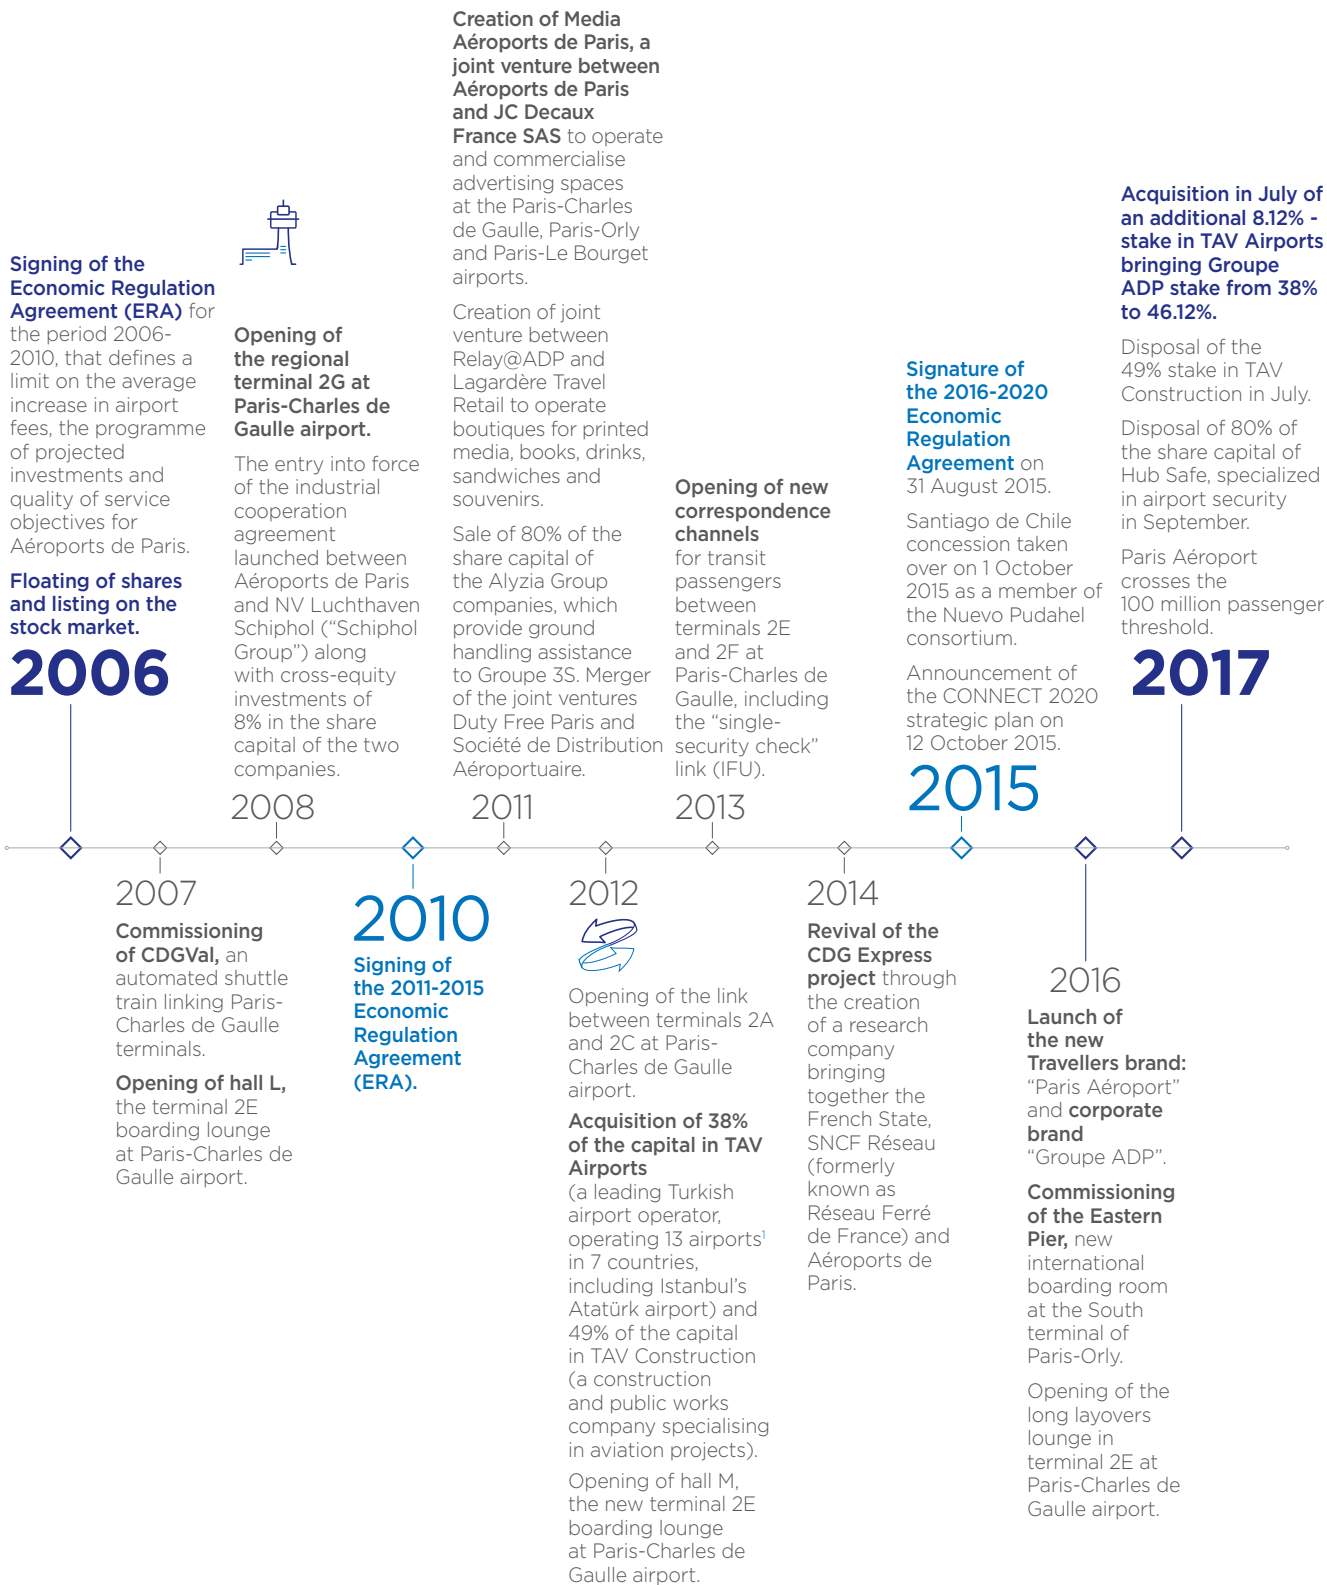 Signing of the
Economic Regulation
Agreement (ERA) for
the period 2006-
2010, that defines a
limit on the average
increase in airport
fees, the programme
of projected
investments and
quality of service
objectives for
Aéroports de Paris.
Floating of shares
and listing on the
stock market.
2006
2007
Commissioning
of CDGVal, an
automated shuttle
train linking Paris-
Charles de Gaulle
terminals.
Opening of hall L,
the terminal 2E
boarding lounge
at Paris-Charles de
Gaulle airport.
Opening of
the regional
terminal 2G at
Paris-Charles de
Gaulle airport.
The entry into force
of the industrial
cooperation
agreement
launched between
Aéroports de Paris
and NV Luchthaven
Schiphol (“Schiphol
Group”) along
with cross-equity
investments of
8% in the share
capital of the two
companies.
2008
2010
Signing of
the 2011-2015
Economic
Regulation
Agreement
(ERA).
Creation of Media
Aéroports de Paris, a
joint venture between
Aéroports de Paris
and JC Decaux
France SAS to operate
and commercialise
advertising spaces
at the Paris-Charles
de Gaulle, Paris-Orly
and Paris-Le Bourget
airports.
Creation of joint
venture between
Relay@ADP and
Lagardère Travel
Retail to operate
boutiques for printed
media, books, drinks,
sandwiches and
souvenirs.
Sale of 80% of the
share capital of
the Alyzia Group
companies, which
provide ground
handling assistance
to Groupe 3S. Merger
of the joint ventures
Duty Free Paris and
Société de Distribution
Aéroportuaire.
2011
2012
Opening of the link
between terminals 2A
and 2C at Paris-
Charles de Gaulle
airport.
Acquisition of 38%
of the capital in TAV
Airports
(a leading Turkish
airport operator,
operating 13 airports¹
in 7 countries,
including Istanbul’s
Atatürk airport) and
49% of the capital
in TAV Construction
(a construction
and public works
company specialising
in aviation projects).
Opening of hall M,
the new terminal 2E
boarding lounge
at Paris-Charles de
Gaulle airport.
Opening of new
correspondence
channels
for transit
passengers
between
terminals 2E
and 2F at
Paris-Charles de
Gaulle, including
the “single-
security check”
link (IFU).
2013
2014
Revival of the
CDG Express
project through
the creation
of a research
company
bringing
together the
French State,
SNCF Réseau
(formerly
known as
Réseau Ferré
de France) and
Aéroports de
Paris.
Signature of
the 2016-2020
Economic
Regulation
Agreement on
31 August 2015.
Santiago de Chile
concession taken
over on 1 October
2015 as a member of
the Nuevo Pudahel
consortium.
Announcement of
the CONNECT 2020
strategic plan on
12 October 2015.
2015
2016
Launch of
the new
Travellers brand:
“Paris Aéroport”
and corporate
brand
“Groupe ADP”.
Commissioning
of the Eastern
Pier, new
international
boarding room
at the South
terminal of
Paris-Orly.
Opening of the
long layovers
lounge in
terminal 2E at
Paris-Charles de
Gaulle airport.
Acquisition in July of
an additional 8.12% -
stake in TAV Airports
bringing Groupe
ADP stake from 38%
to 46.12%.
Disposal of the
49% stake in TAV
Construction in July.
Disposal of 80% of
the share capital of
Hub Safe, specialized
in airport security
in September.
Paris Aéroport
crosses the
100 million passenger
threshold.
2017